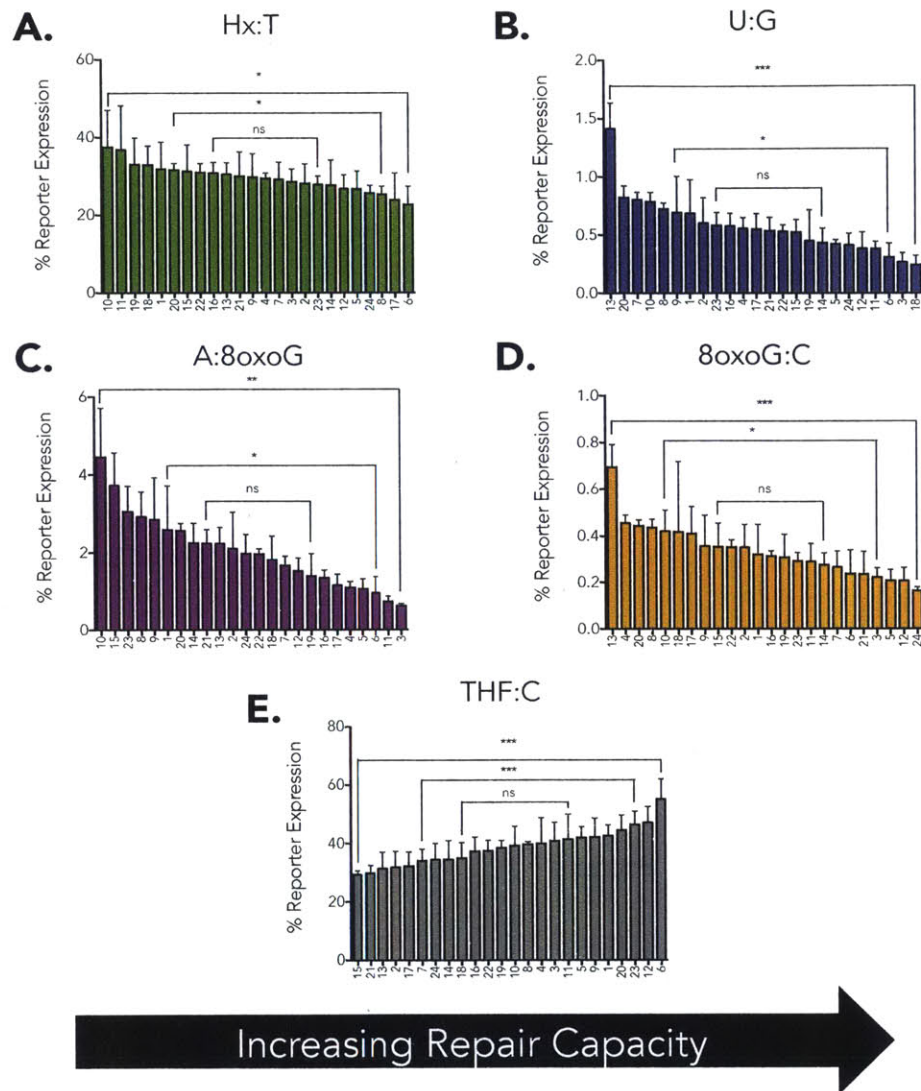 A.
Hx:T
% Reporter Expression
60
40
20
0
*
*
ns
10 11 19 18 1 20 15 22 16 13 21 9 4 7 3 2 23 14 12 5 24 8 17 6
B.
U:G
% Reporter Expression
2.0
1.5
1.0
0.5
0.0
***
*
ns
13 20 7 10 8 9 1 2 23 16 4 17 21 22 15 19 14 5 24 12 11 6 3 18
C.
A:8oxoG
% Reporter Expression
6
4
2
0
**
*
ns
10 15 23 8 9 1 20 14 21 13 2 24 22 18 7 12 19 16 17 4 5 6 11 3
D.
8oxoG:C
% Reporter Expression
1.0
0.8
0.6
0.4
0.2
0.0
***
*
ns
13 4 20 8 10 18 17 9 15 22 2 1 16 19 23 11 14 7 6 21 3 5 12 24
E.
THF:C
% Reporter Expression
80
60
40
20
0
***
***
ns
15 21 13 2 17 7 24 14 18 16 22 19 10 8 4 3 11 5 9 1 20 23 12 6
Increasing Repair Capacity